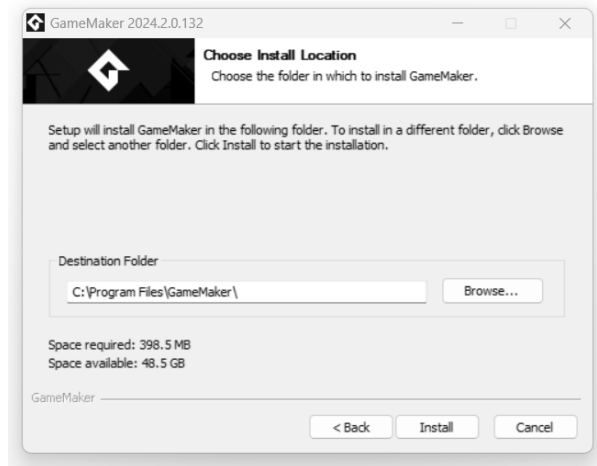 GameMaker 2024.2.0.132
Choose Install Location
Choose the folder in which to install GameMaker.
Setup will install GameMaker in the following folder. To install in a different folder, click Browse
and select another folder. Click Install to start the installation.
Destination Folder
C:\Program Files\GameMaker\
Browse...
Space required: 398.5 MB
Space available: 48.5 GB
GameMaker
< Back
Install
Cancel